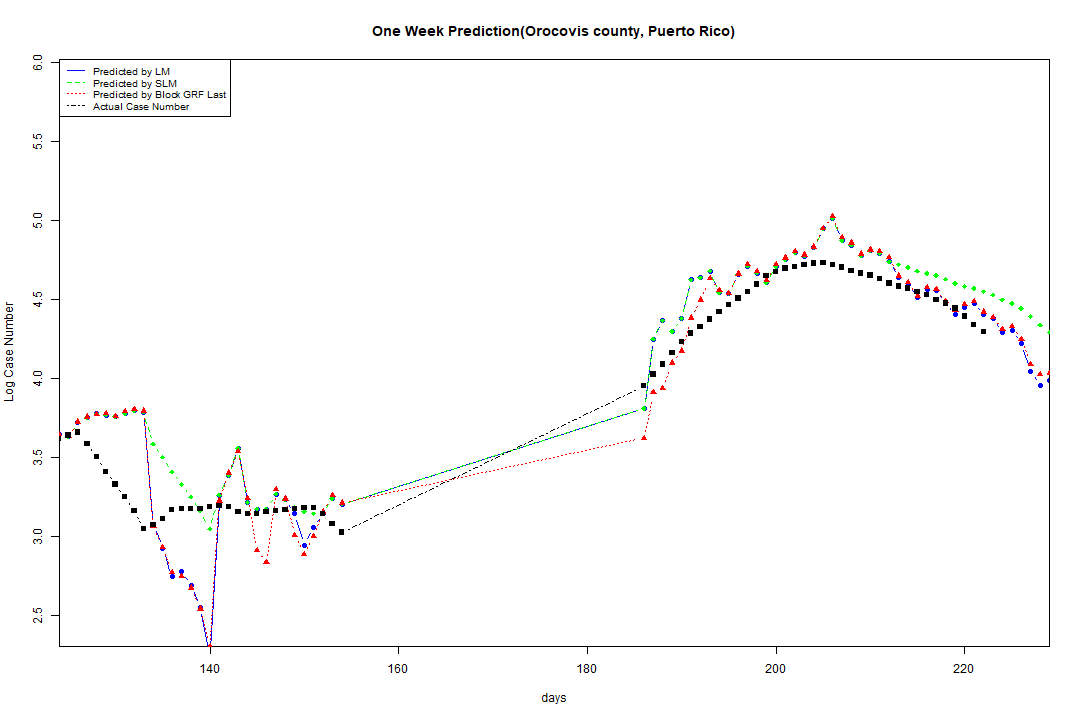 One Week Prediction(Orocovis county, Puerto Rico)
Predicted by LM
Predicted by SLM
Predicted by Block GRF Last
Actual Case Number
6.0
5.5
5.0
4.5
4.0
3.5
3.0
2.5
Log Case Number
140 160 180 200 220
days